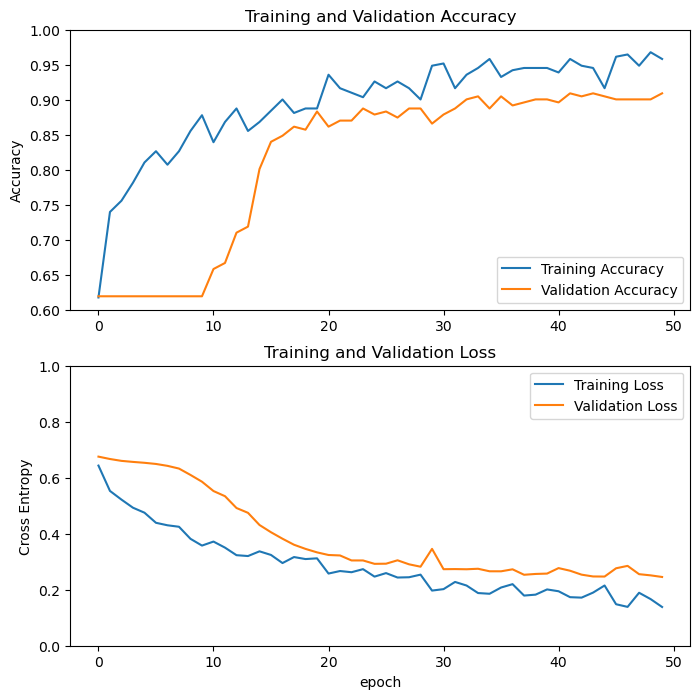 Training and Validation Accuracy
1.00
0.95
0.90
0.85
0.80
0.75
0.70
0.65
0.60
Accuracy
Training Accuracy
Validation Accuracy
0 10 20 30 40 50
Training and Validation Loss
1.0
0.8
0.6
0.4
0.2
0.0
Cross Entropy
Training Loss
Validation Loss
0 10 20 30 40 50
epoch